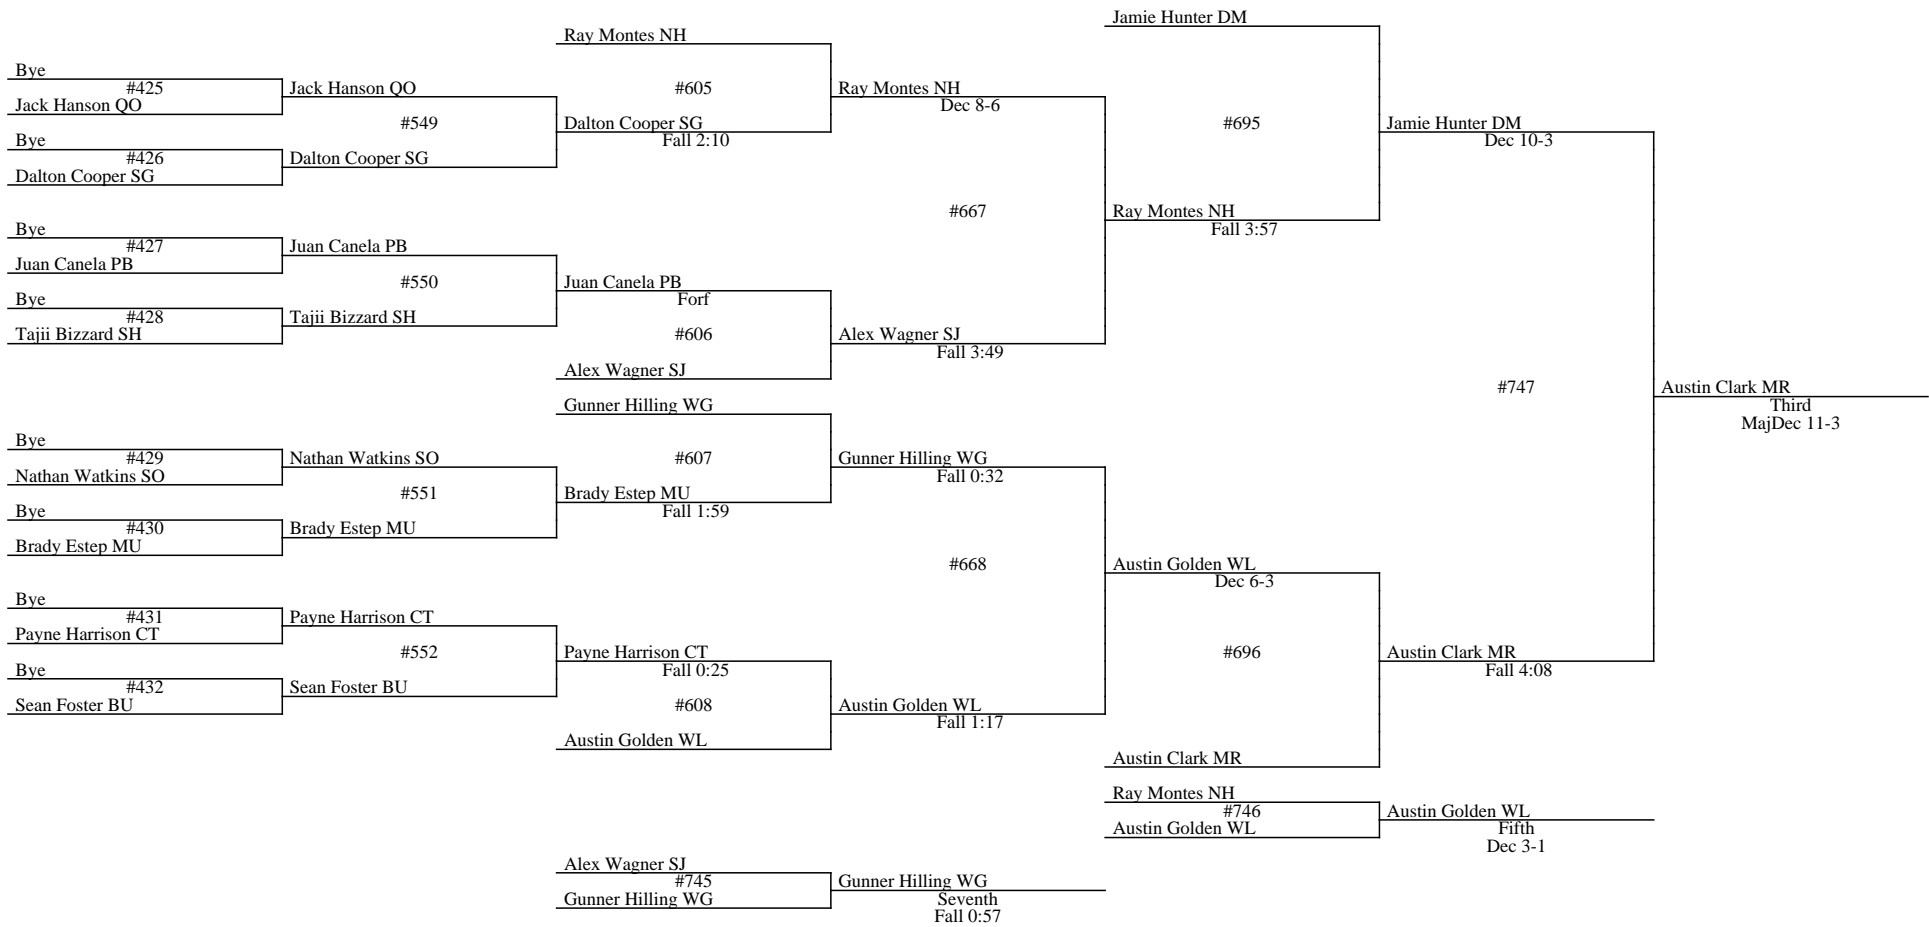 Jamie Hunter DM
Ray Montes NH
Bye
#425
Jack Hanson QO
Jack Hanson QO
#605
Ray Montes NH
Dec 8-6
#549
Dalton Cooper SG
Fall 2:10
#695
Jamie Hunter DM
Dec 10-3
Bye
#426
Dalton Cooper SG
Dalton Cooper SG
#667
Ray Montes NH
Fall 3:57
Bye
#427
Juan Canela PB
Juan Canela PB
#550
Juan Canela PB
Forf
Bye
#428
Tajii Bizzard SH
Tajii Bizzard SH
#606
Alex Wagner SJ
Fall 3:49
Alex Wagner SJ
#747
Austin Clark MR
Third
MajDec 11-3
Gunner Hilling WG
Bye
#429
Nathan Watkins SO
Nathan Watkins SO
#607
Gunner Hilling WG
Fall 0:32
#551
Brady Estep MU
Fall 1:59
Bye
#430
Brady Estep MU
Brady Estep MU
#668
Austin Golden WL
Dec 6-3
Bye
#431
Payne Harrison CT
Payne Harrison CT
#552
Payne Harrison CT
Fall 0:25
#696
Austin Clark MR
Fall 4:08
Bye
#432
Sean Foster BU
Sean Foster BU
#608
Austin Golden WL
Fall 1:17
Austin Golden WL
Austin Clark MR
Ray Montes NH
#746
Austin Golden WL
Austin Golden WL
Fifth
Dec 3-1
Alex Wagner SJ
#745
Gunner Hilling WG
Gunner Hilling WG
Seventh
Fall 0:57